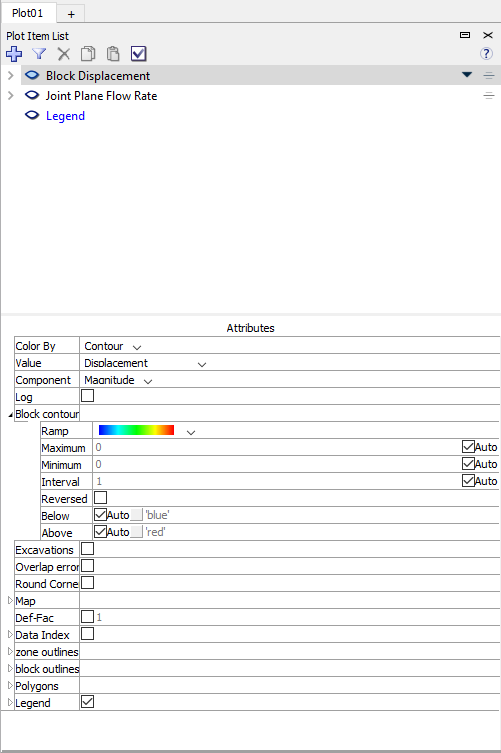 Plot01 +
Plot Item List
?
Block Displacement
Joint Plane Flow Rate
Legend
Attributes
Color By Contour
Value Displacement
Component Magnitude
Log
Block contour
Ramp
Maximum 0 Auto
Minimum 0 Auto
Interval 1 Auto
Reversed
Below Auto 'blue'
Above Auto 'red'
Excavations
Overlap error
Round Corne
Map
Def-Fac 1
Data Index
zone outlines
block outlines
Polygons
Legend